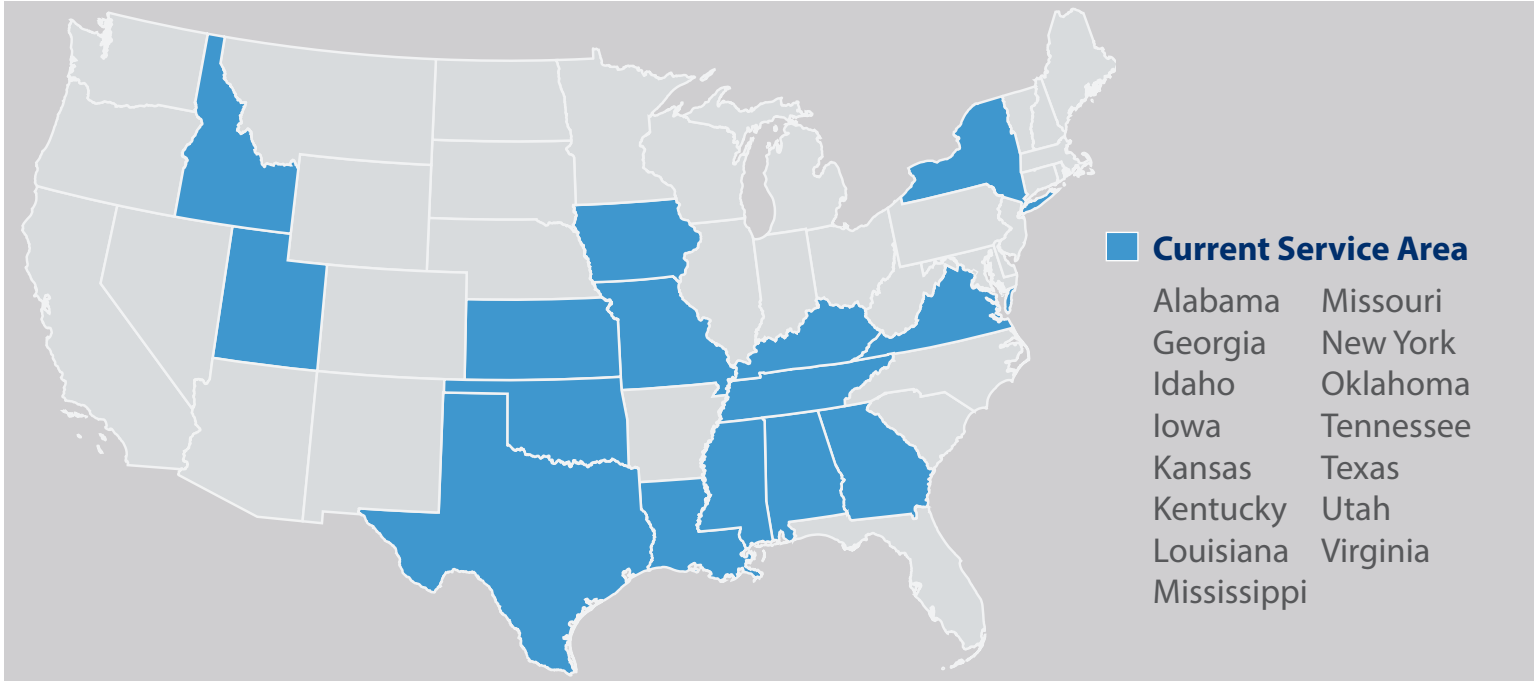 Current Service Area
Alabama
Georgia
Idaho
Iowa
Kansas
Kentucky
Louisiana
Mississippi
Missouri
New York
Oklahoma
Tennessee
Texas
Utah
Virginia